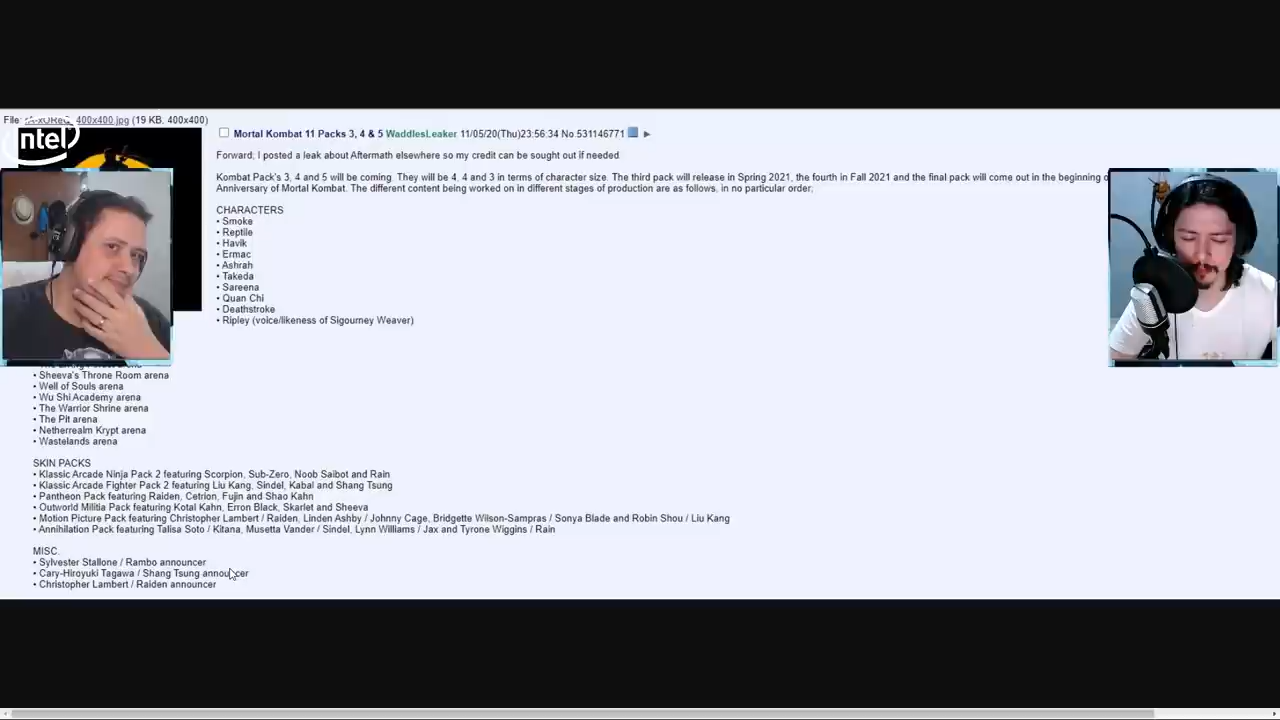 File: 400x400.jpg (19 KB, 400x400)
Mortal Kombat 11 Packs 3, 4 & 5 WaddlesLeaker 11/05/20(Thu)23:56:34 No.531146771
intel
Forward; I posted a leak about Aftermath elsewhere so my credit can be sought out if needed
Kombat Pack's 3, 4 and 5 will be coming. They will be 4, 4 and 3 in terms of character size. The third pack will release in Spring 2021, the fourth in Fall 2021 and the final pack will come out in the beginning
Anniversary of Mortal Kombat. The different content being worked on in different stages of production are as follows, in no particular order;
CHARACTERS
• Smoke
• Reptile
• Havik
• Ermac
• Ashrah
• Takeda
• Sareena
• Quan Chi
• Deathstroke
• Ripley (voice/likeness of Sigourney Weaver)
• Sheeva's Throne Room arena
• Well of Souls arena
• Wu Shi Academy arena
• The Warrior Shrine arena
• The Pit arena
• Netherrealm Krypt arena
• Wastelands arena
SKIN PACKS
• Klassic Arcade Ninja Pack 2 featuring Scorpion, Sub-Zero, Noob Saibot and Rain
• Klassic Arcade Fighter Pack 2 featuring Liu Kang, Sindel, Kabal and Shang Tsung
• Pantheon Pack featuring Raiden, Cetrion, Fujin and Shao Kahn
• Outworld Militia Pack featuring Kotal Kahn, Erron Black, Skarlet and Sheeva
• Motion Picture Pack featuring Christopher Lambert / Raiden, Linden Ashby / Johnny Cage, Bridgette Wilson-Sampras / Sonya Blade and Robin Shou / Liu Kang
• Annihilation Pack featuring Talisa Soto / Kitana, Musetta Vander / Sindel, Lynn Williams / Jax and Tyrone Wiggins / Rain
MISC.
• Sylvester Stallone / Rambo announcer
• Cary-Hiroyuki Tagawa / Shang Tsung announcer
• Christopher Lambert / Raiden announcer